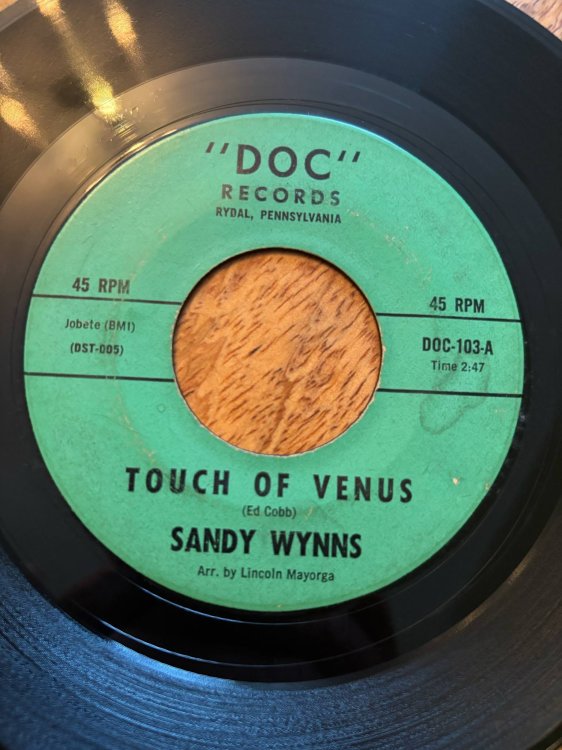 "DOC"
RECORDS
RYDAL, PENNSYLVANIA
45 RPM
Jobete (BMI)
(DST-005)
45 RPM
DOC-103-A
Time 2:47
TOUCH OF VENUS
(Ed Cobb)
SANDY WYNNS
Arr. by Lincoln Mayorga